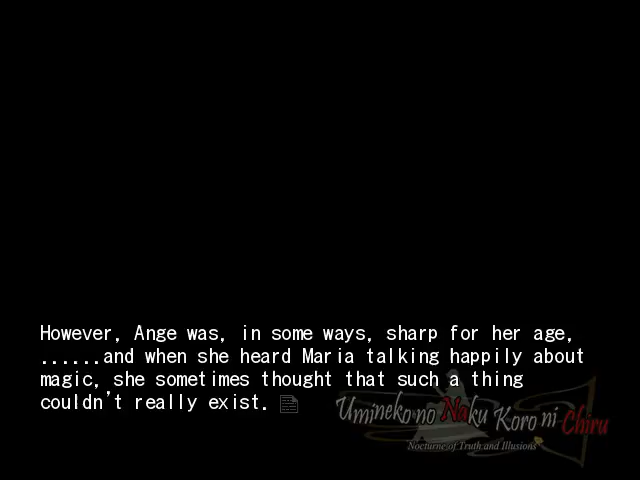 However, Ange was, in some ways, sharp for her age,
......and when she heard Maria talking happily about
magic, she sometimes thought that such a thing
couldn't really exist.
Umineko no Naku Koro ni Chiru
Nocturne of Truth and Illusions